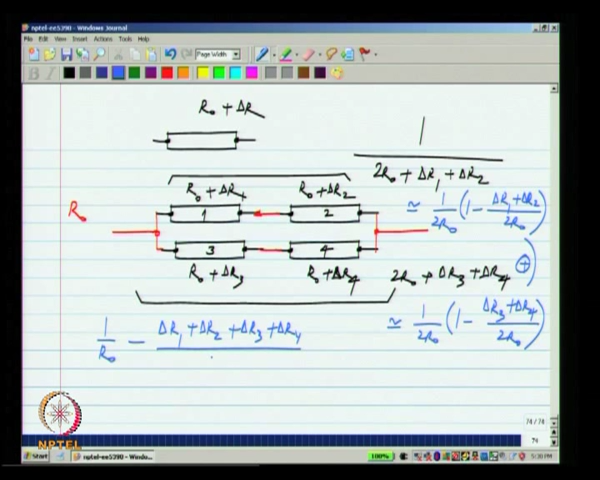 nptel-ee5390 - Windows Journal
File Edit View Insert Actions Tools Help
Page Width
B I
R₀ + ΔR
1
2R₀ + ΔR₁ + ΔR₂
R₀ + ΔR₁ R₀ + ΔR₂
1 2
≅ 1/2R₀ (1 - (ΔR₁ + ΔR₂)/2R₀)
R₀
3 4
⊕
R₀ + ΔR₃ R₀ + ΔR₄ 2R₀ + ΔR₃ + ΔR₄
≅ 1/2R₀ (1 - (ΔR₃ + ΔR₄)/2R₀)
1/R₀ - ΔR₁ + ΔR₂ + ΔR₃ + ΔR₄
NPTEL
74 / 74
74
Start nptel-ee5390 - Windo... 100% 5:38 PM